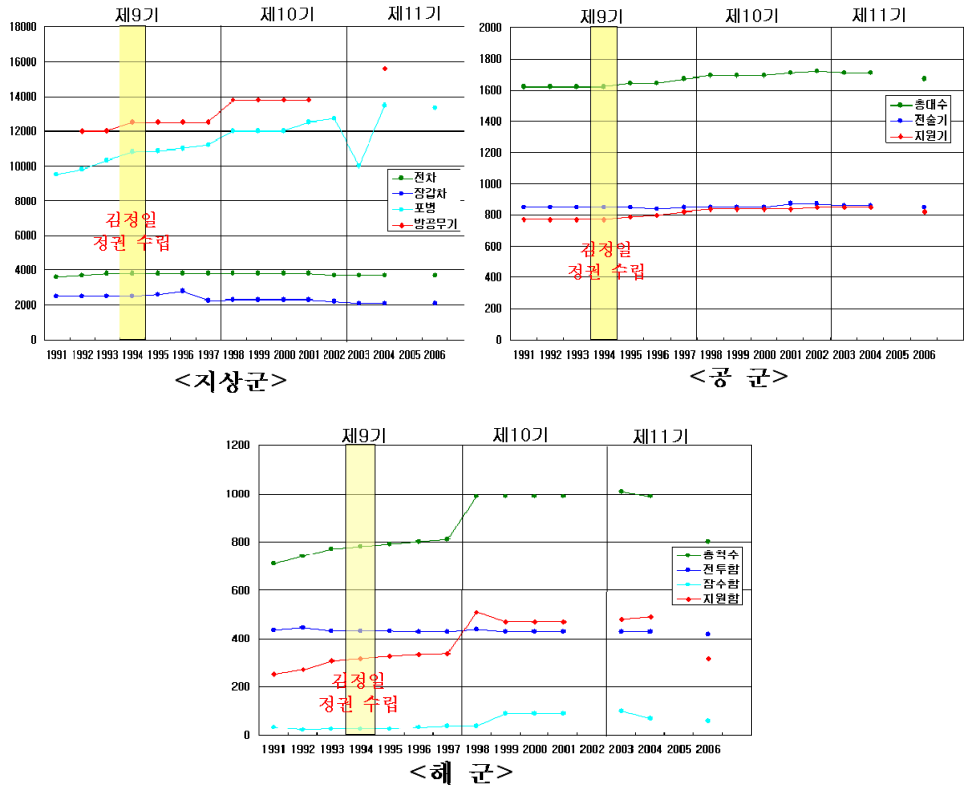 제9기 제10기 제11기
18000
16000
14000
12000
10000
8000
6000
4000
2000
0
전차
장갑차
포병
방공무기
김정일
정권 수립
1991 1992 1993 1994 1995 1996 1997 1998 1999 2000 2001 2002 2003 2004 2005 2006
<지상군>
제9기 제10기 제11기
2000
1800
1600
1400
1200
1000
800
600
400
200
0
총대수
전술기
지원기
김정일
정권 수립
1991 1992 1993 1994 1995 1996 1997 1998 1999 2000 2001 2002 2003 2004 2005 2006
<공 군>
제9기 제10기 제11기
1200
1000
800
600
400
200
0
총척수
전투함
잠수함
지원함
김정일
정권 수립
1991 1992 1993 1994 1995 1996 1997 1998 1999 2000 2001 2002 2003 2004 2005 2006
<해 군>